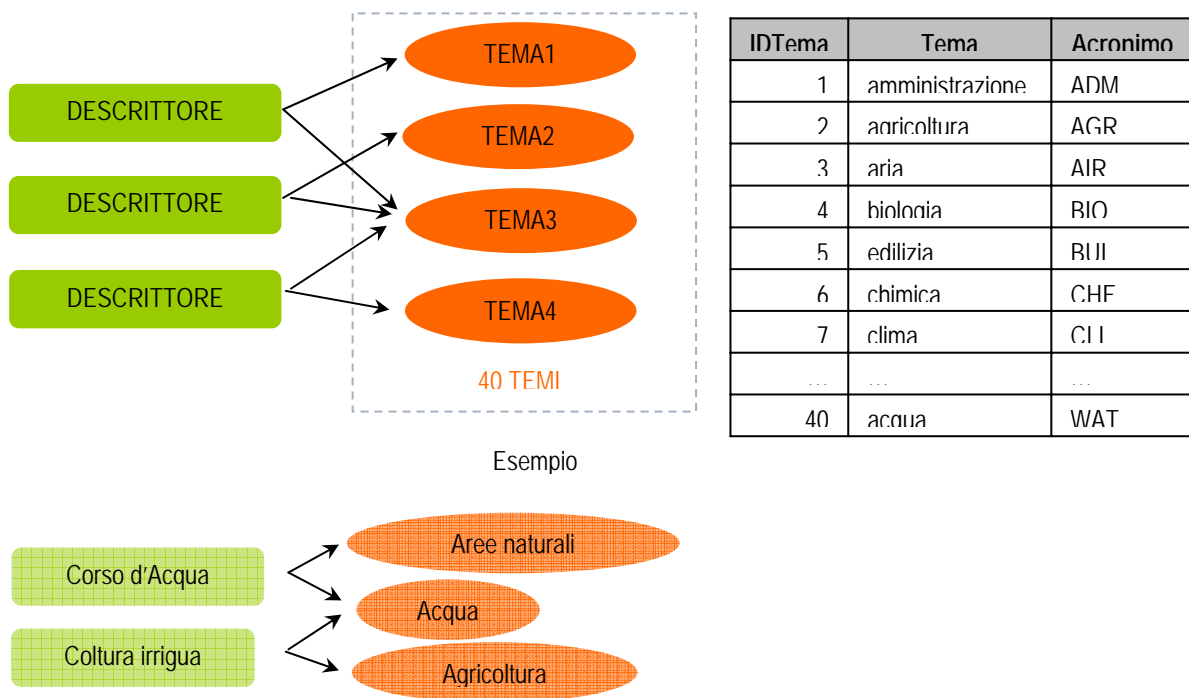 DESCRITTORE
DESCRITTORE
DESCRITTORE
TEMA1
TEMA2
TEMA3
TEMA4
40 TEMI
IDTema Tema Acronimo
1 amministrazione ADM
2 agricoltura AGR
3 aria AIR
4 biologia BIO
5 edilizia BUI
6 chimica CHE
7 clima CLI
... ... ...
40 acqua WAT
Esempio
Corso d’Acqua
Coltura irrigua
Aree naturali
Acqua
Agricoltura